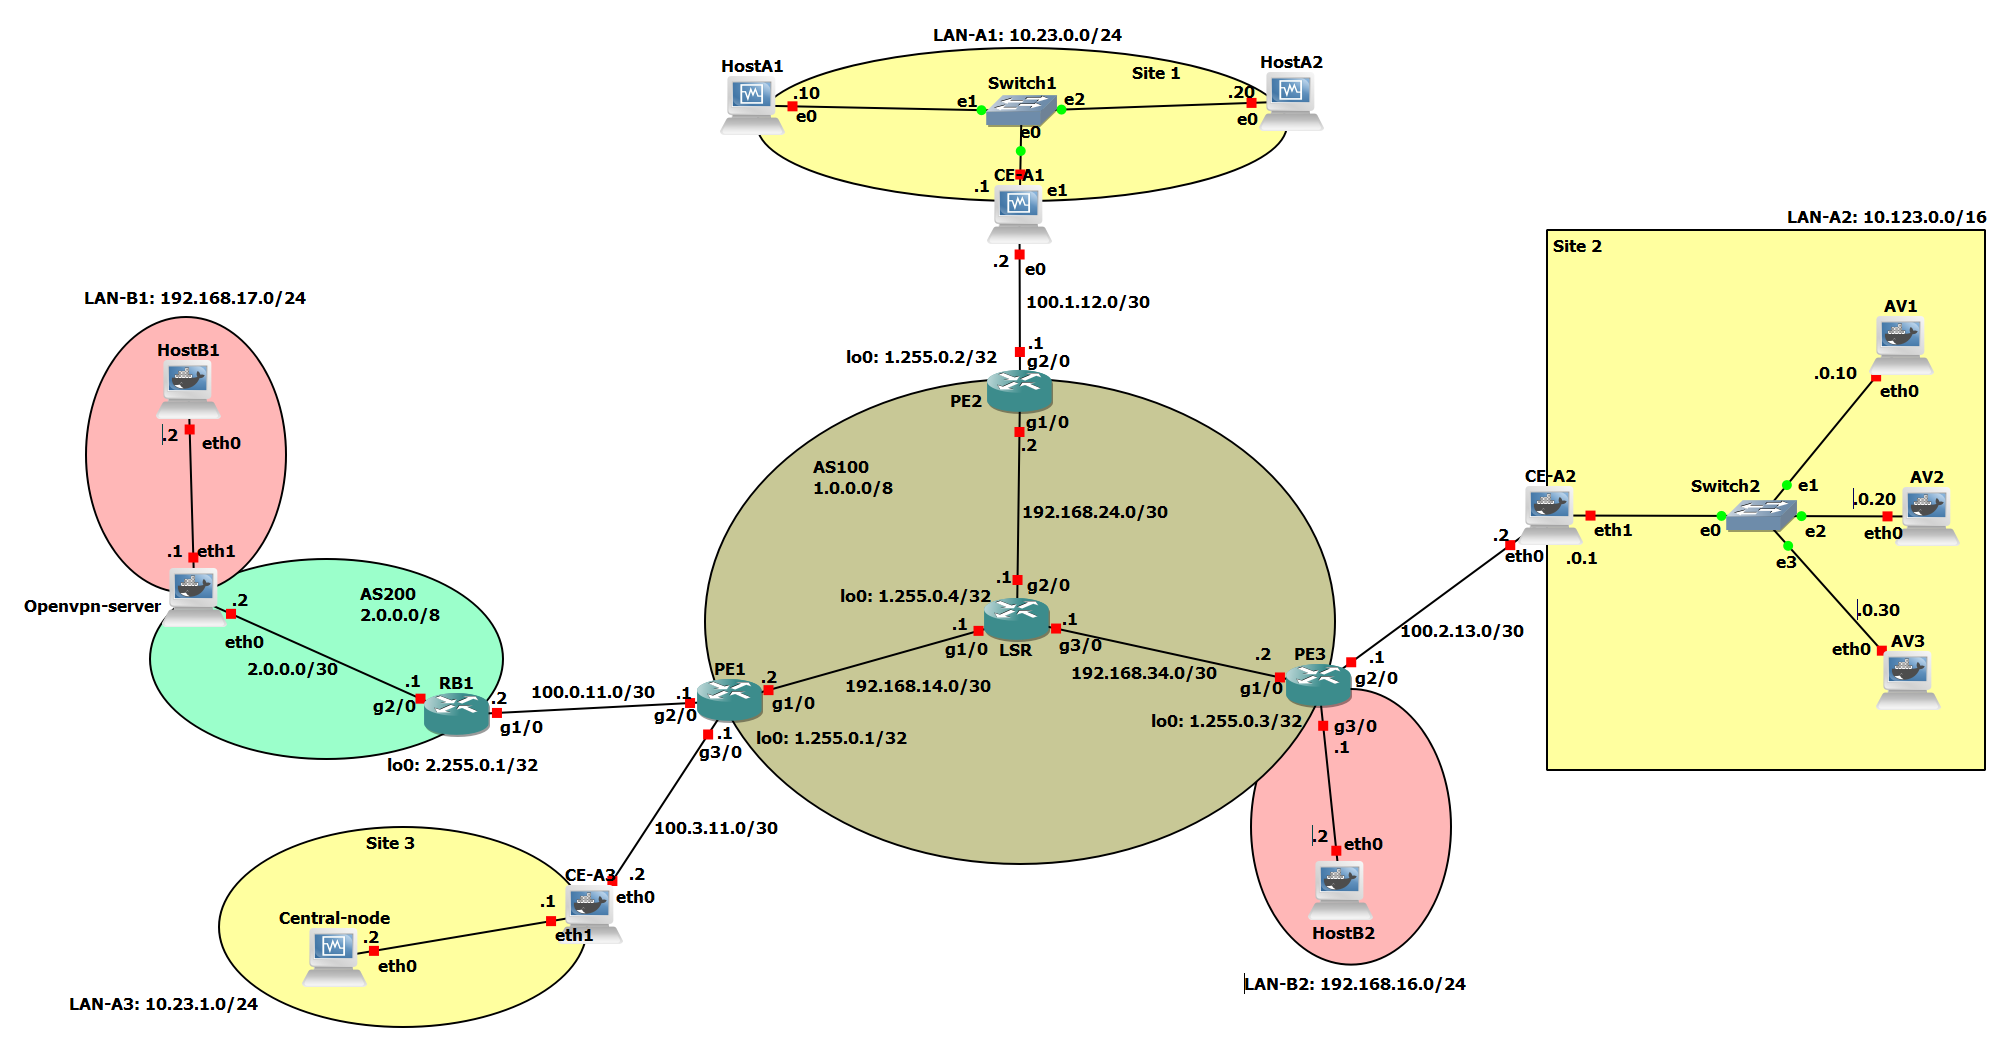 LAN-A1: 10.23.0.0/24
HostA1
Site 1
HostA2
Switch1
.10
e0
e1
e2
.20
e0
e0
CE-A1
.1
e1
.2
e0
100.1.12.0/30
LAN-A2: 10.123.0.0/16
Site 2
AV1
.0.10
eth0
CE-A2
Switch2
e1
AV2
.0.20
eth0
e0
e2
e3
eth1
.0.1
.2
eth0
.0.30
eth0
AV3
100.2.13.0/30
LAN-B1: 192.168.17.0/24
HostB1
.2
eth0
.1
eth1
Openvpn-server
.2
eth0
AS200
2.0.0.0/8
2.0.0.0/30
.1
g2/0
RB1
.2
g1/0
lo0: 2.255.0.1/32
100.0.11.0/30
lo0: 1.255.0.2/32
.1
g2/0
PE2
g1/0
.2
AS100
1.0.0.0/8
192.168.24.0/30
.1
g2/0
lo0: 1.255.0.4/32
.1
g1/0
LSR
.1
g3/0
192.168.14.0/30
192.168.34.0/30
PE1
.1
g2/0
.2
g1/0
.1
g3/0
lo0: 1.255.0.1/32
.2
g1/0
PE3
.1
g2/0
lo0: 1.255.0.3/32
g3/0
.1
.2
eth0
HostB2
LAN-B2: 192.168.16.0/24
100.3.11.0/30
Site 3
CE-A3
.2
eth0
.1
eth1
Central-node
.2
eth0
LAN-A3: 10.23.1.0/24